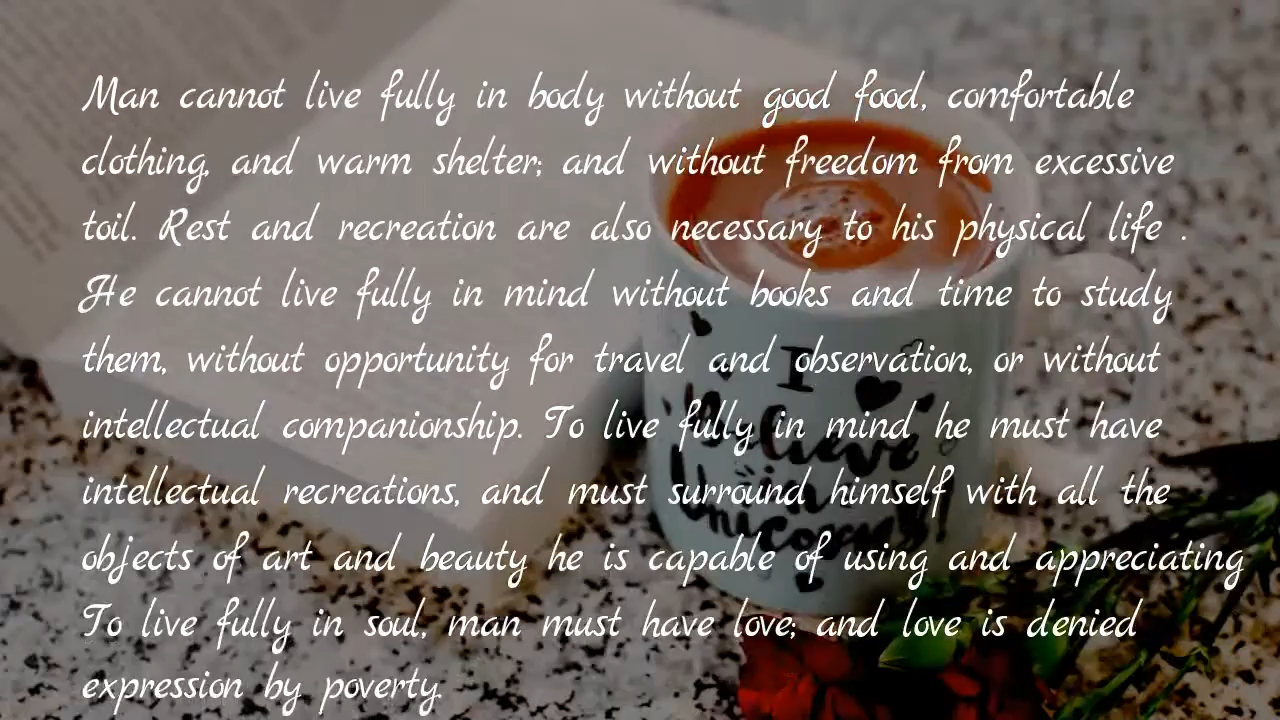 Man cannot live fully in body without good food, comfortable
clothing, and warm shelter; and without freedom from excessive
toil. Rest and recreation are also necessary to his physical life .
He cannot live fully in mind without books and time to study
them, without opportunity for travel and observation, or without
intellectual companionship. To live fully in mind he must have
intellectual recreations, and must surround himself with all the
objects of art and beauty he is capable of using and appreciating
To live fully in soul, man must have love; and love is denied
expression by poverty.
I
Believe
in
Unicorns!